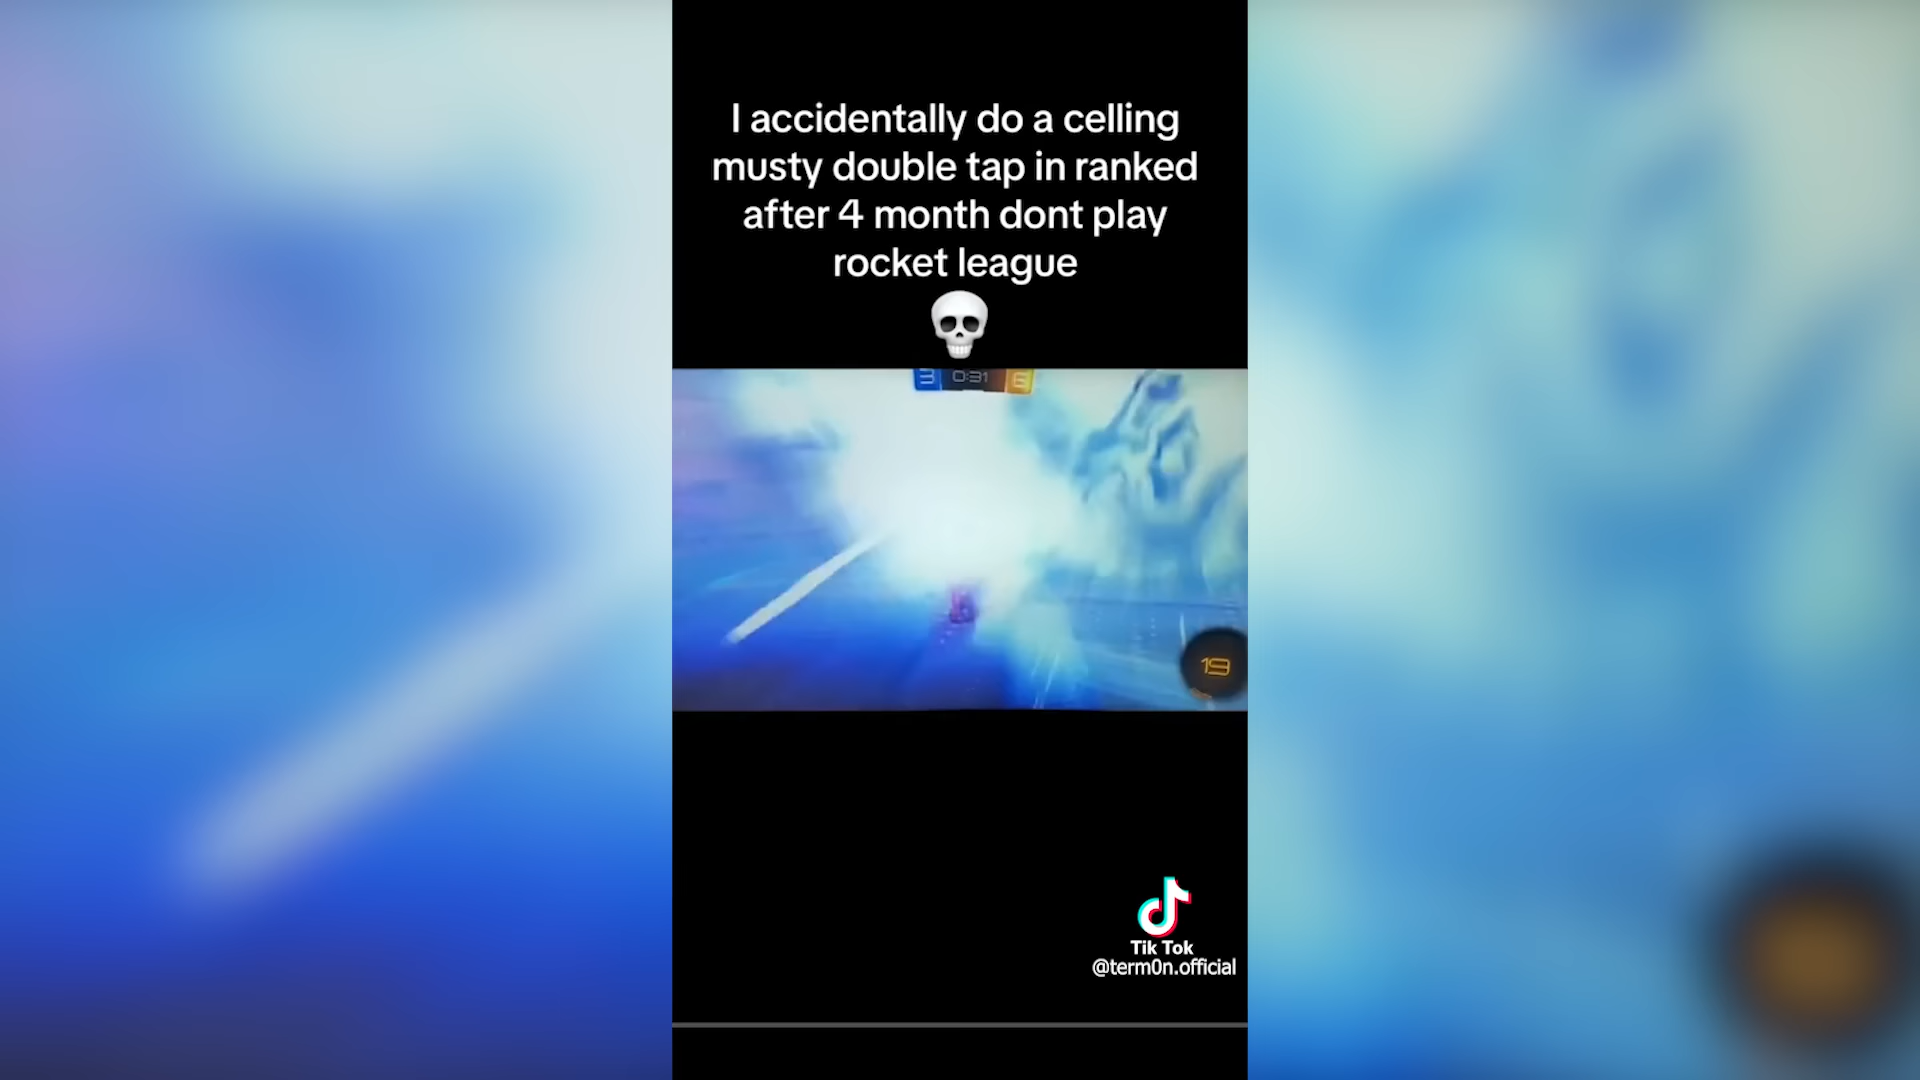 I accidentally do a celling
musty double tap in ranked
after 4 month dont play
rocket league
3 0:31 6
19
Tik Tok
@term0n.official